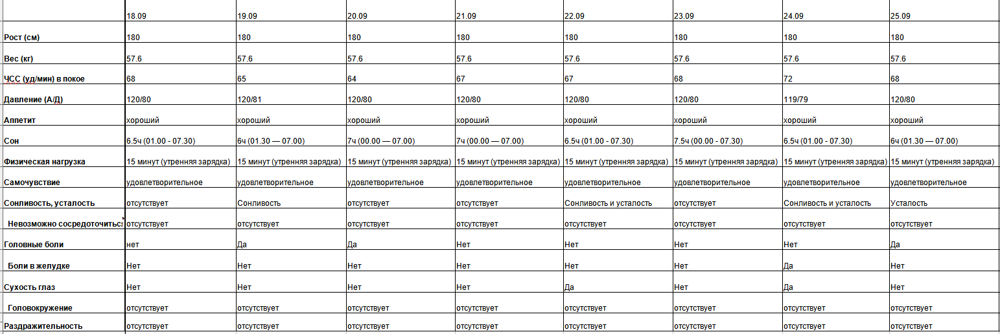 18.09 19.09 20.09 21.09 22.09 23.09 24.09 25.09
Рост (см) 180 180 180 180 180 180 180 180
Вес (кг) 57.6 57.6 57.6 57.6 57.6 57.6 57.6 57.6
ЧСС (уд/мин) в покое 68 65 64 67 67 68 72 68
Давление (А/Д) 120/80 120/81 120/80 120/80 120/80 120/80 119/79 120/80
Аппетит хороший хороший хороший хороший хороший хороший хороший хороший
Сон 6.5ч (01.00 - 07.30) 6ч (01.30 — 07.00) 7ч (00.00 — 07.00) 7ч (00.00 — 07.00) 6.5ч (01.00 - 07.30) 7.5ч (00.00 - 07.30) 6.5ч (01.00 - 07.30) 6ч (01.30 — 07.00)
Физическая нагрузка 15 минут (утренняя зарядка) 15 минут (утренняя зарядка) 15 минут (утренняя зарядка) 15 минут (утренняя зарядка) 15 минут (утренняя зарядка) 15 минут (утренняя зарядка) 15 минут (утренняя зарядка) 15 минут (утренняя зарядка)
Самочувствие удовлетворительное удовлетворительное удовлетворительное удовлетворительное удовлетворительное удовлетворительное удовлетворительное удовлетворительное
Сонливость, усталость отсутствует Сонливость отсутствует отсутствует Сонливость и усталость отсутствует Сонливость и усталость Усталость
Невозможно сосредоточиться отсутствует отсутствует отсутствует отсутствует отсутствует отсутствует отсутствует отсутствует
Головные боли нет Да Да Нет Нет Нет Нет Да
Боли в желудке Нет Нет Нет Нет Нет Нет Да Нет
Сухость глаз Нет Нет Нет Нет Да Нет Да Нет
Головокружение отсутствует отсутствует отсутствует отсутствует отсутствует отсутствует отсутствует отсутствует
Раздражительность отсутствует отсутствует отсутствует отсутствует отсутствует отсутствует отсутствует отсутствует